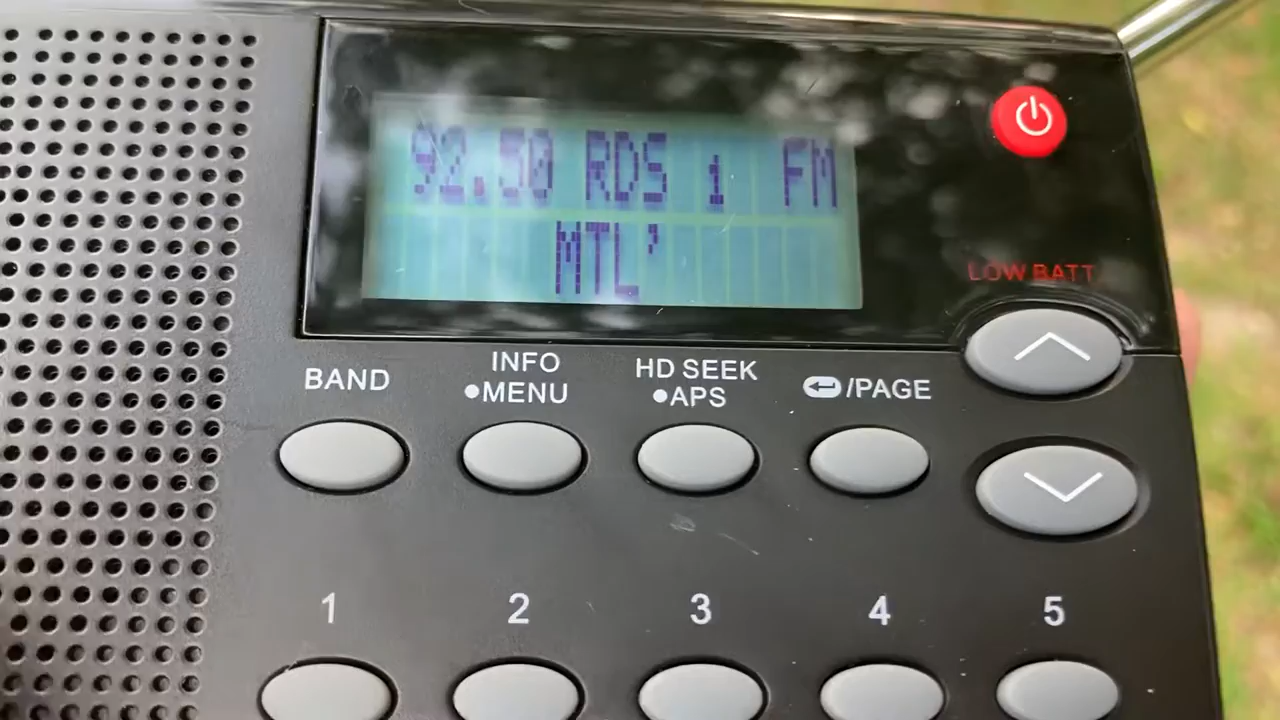 92.50 RDS 1 FM
MTL'
LOW BATT
BAND
INFO
•MENU
HD SEEK
•APS
/PAGE
1 2 3 4 5